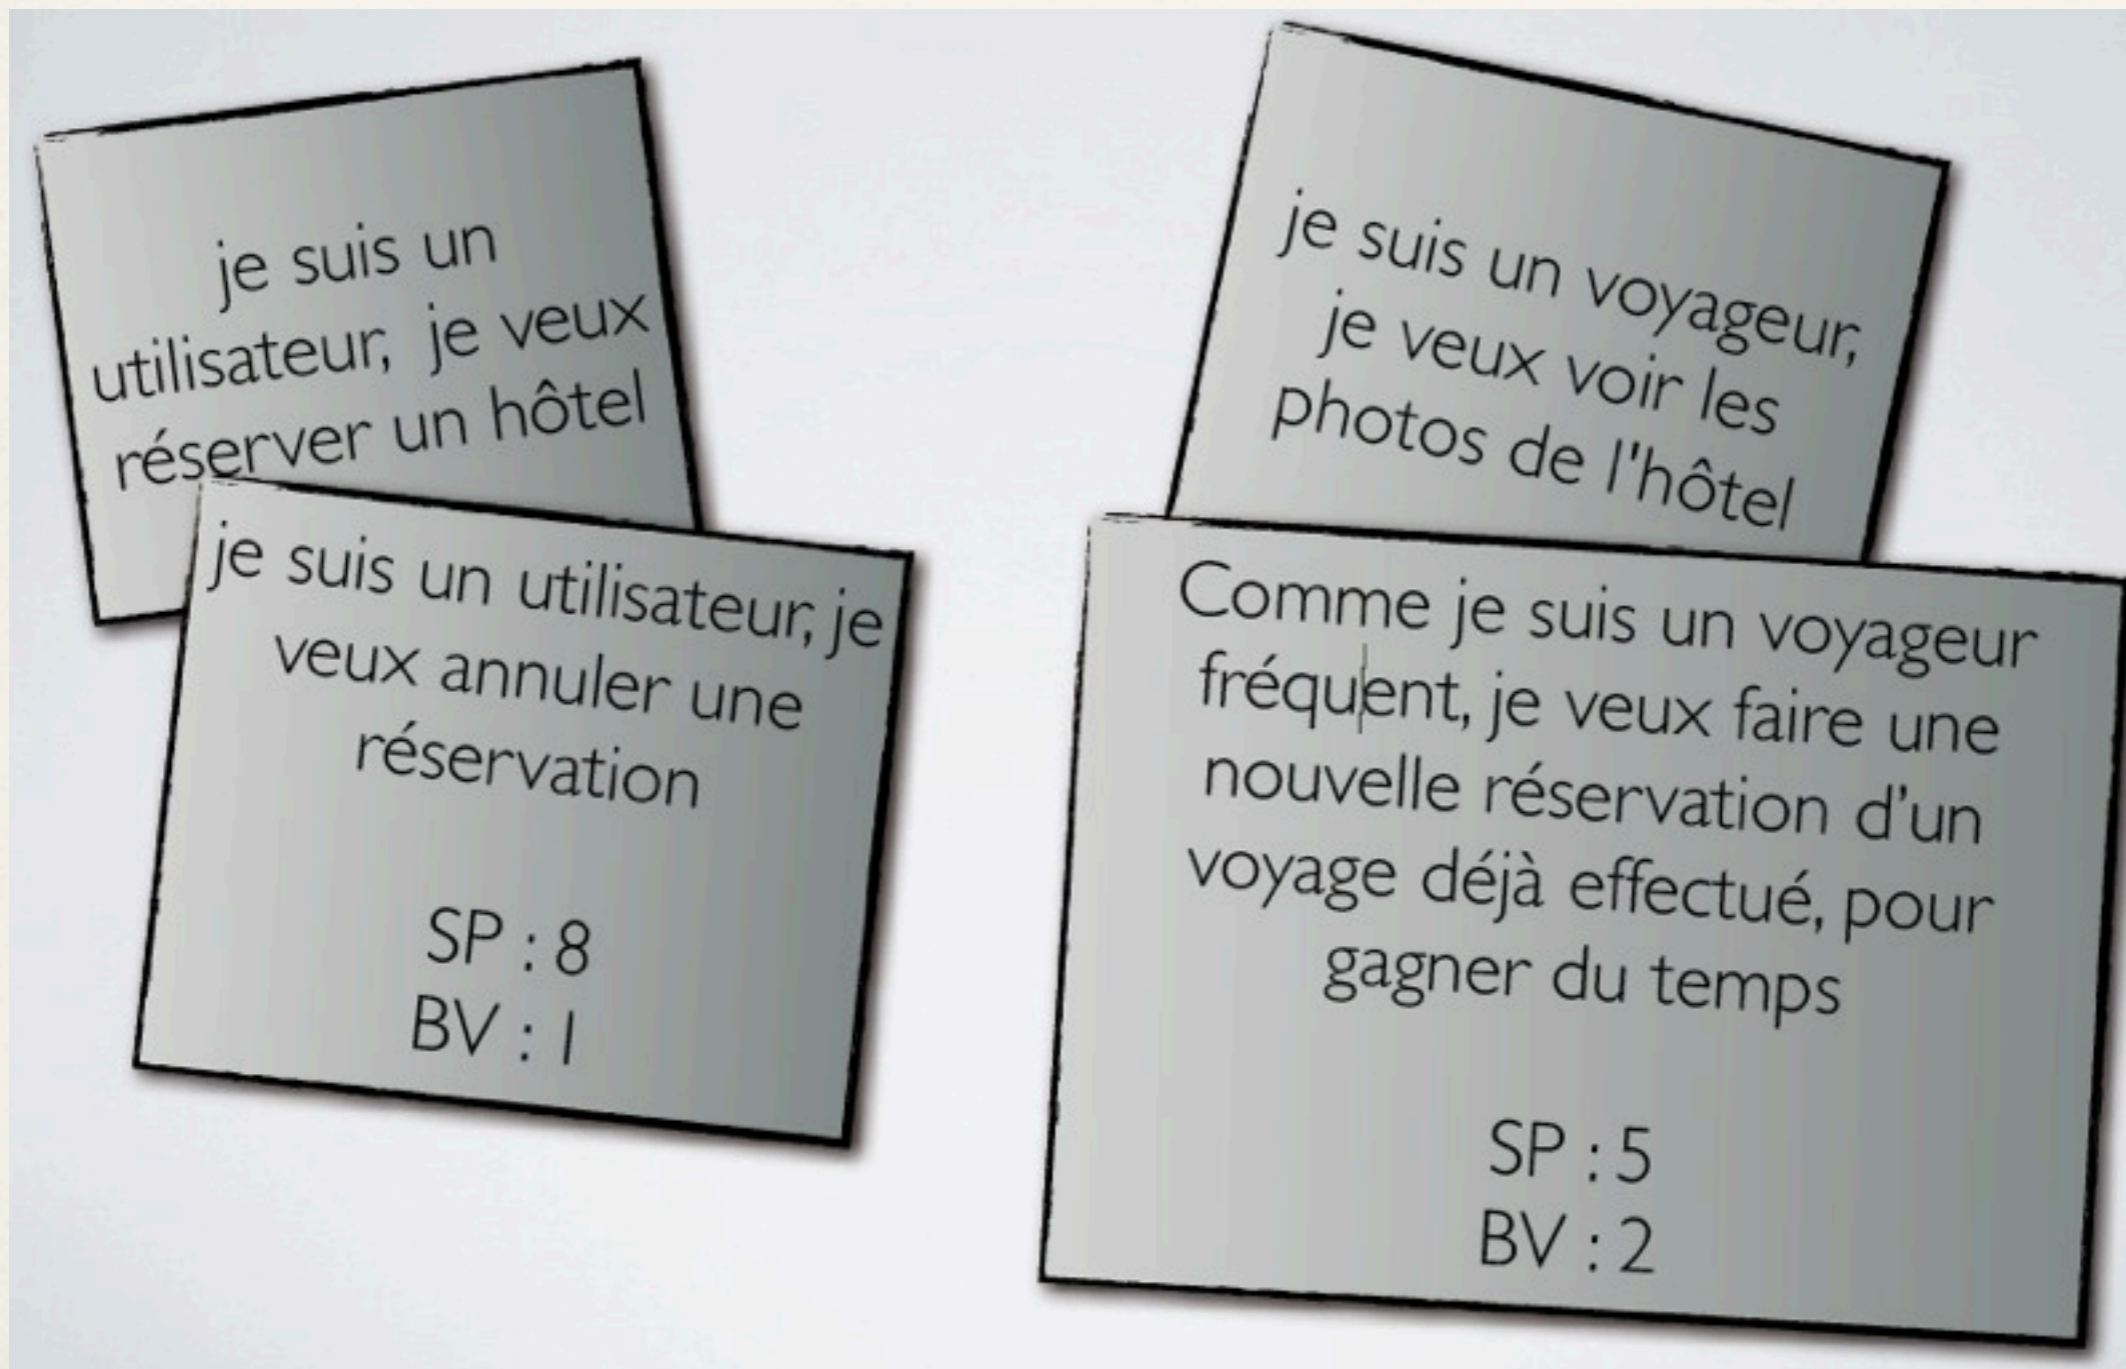 je suis un
utilisateur, je veux
réserver un hôtel
je suis un utilisateur, je
veux annuler une
réservation
SP : 8
BV : 1
je suis un voyageur,
je veux voir les
photos de l'hôtel
Comme je suis un voyageur
fréquent, je veux faire une
nouvelle réservation d'un
voyage déjà effectué, pour
gagner du temps
SP : 5
BV : 2